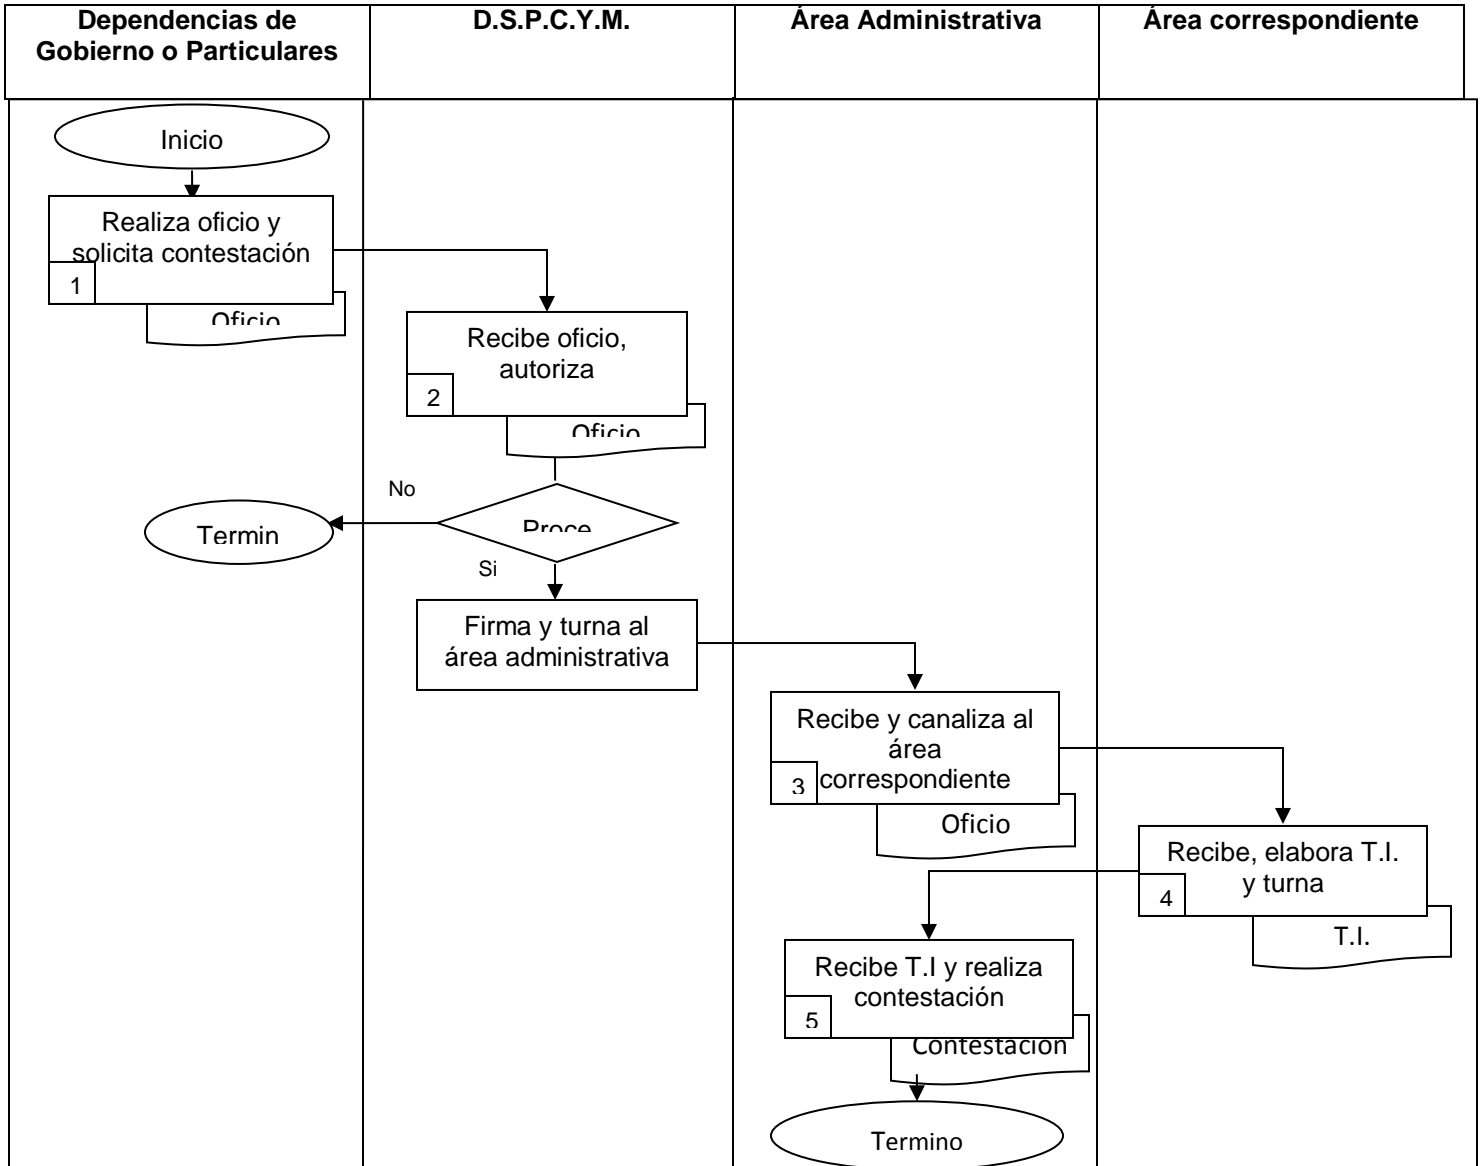 Dependencias de
Gobierno o Particulares
D.S.P.C.Y.M.
Área Administrativa
Área correspondiente
Inicio
Realiza oficio y
solicita contestación
1
Oficio
Recibe oficio,
autoriza
2
Oficio
No
Termin
Proce
Si
Firma y turna al
área administrativa
Recibe y canaliza al
área
correspondiente
3
Oficio
Recibe, elabora T.I.
y turna
4
T.I.
Recibe T.I y realiza
contestación
5
Contestación
Termino